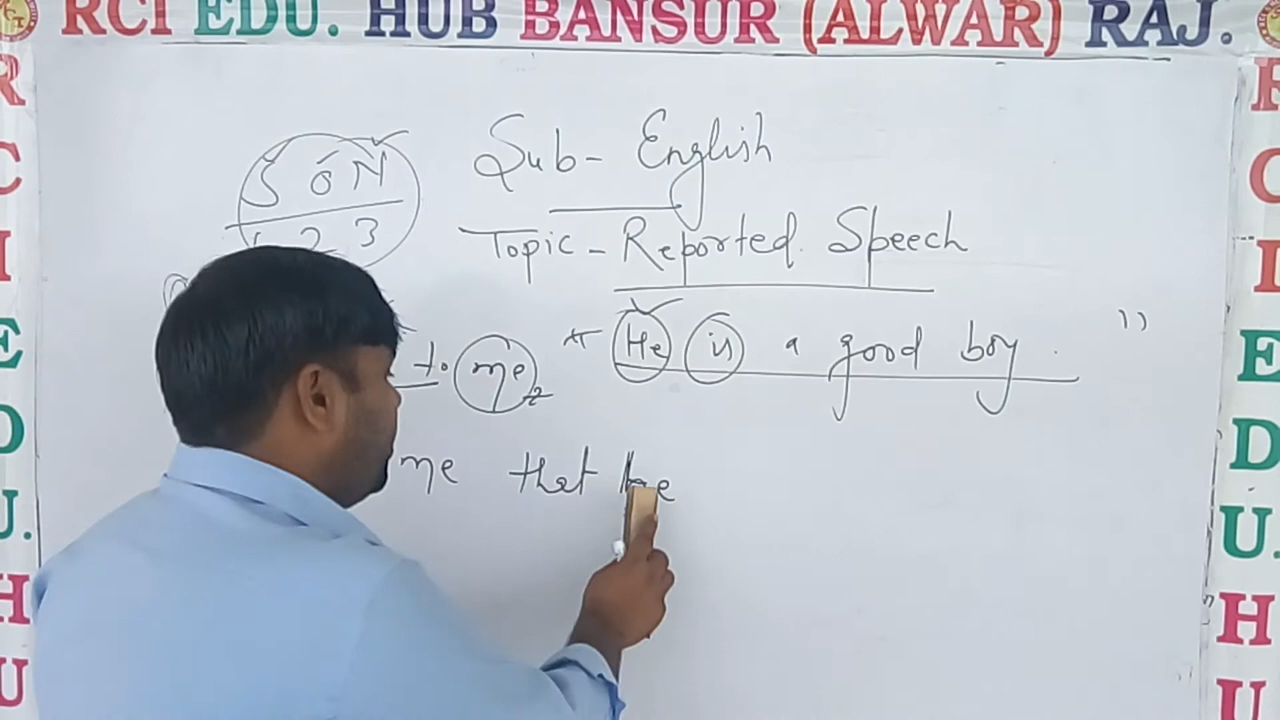 RCI EDU. HUB BANSUR (ALWAR) RAJ.
S O N
1 2 3
Sub- English
Topic - Reported Speech
to me, " He is a good boy . "
me that he
R
C
I
E
D
U.
H
U
R
C
I
E
D
U.
H
U